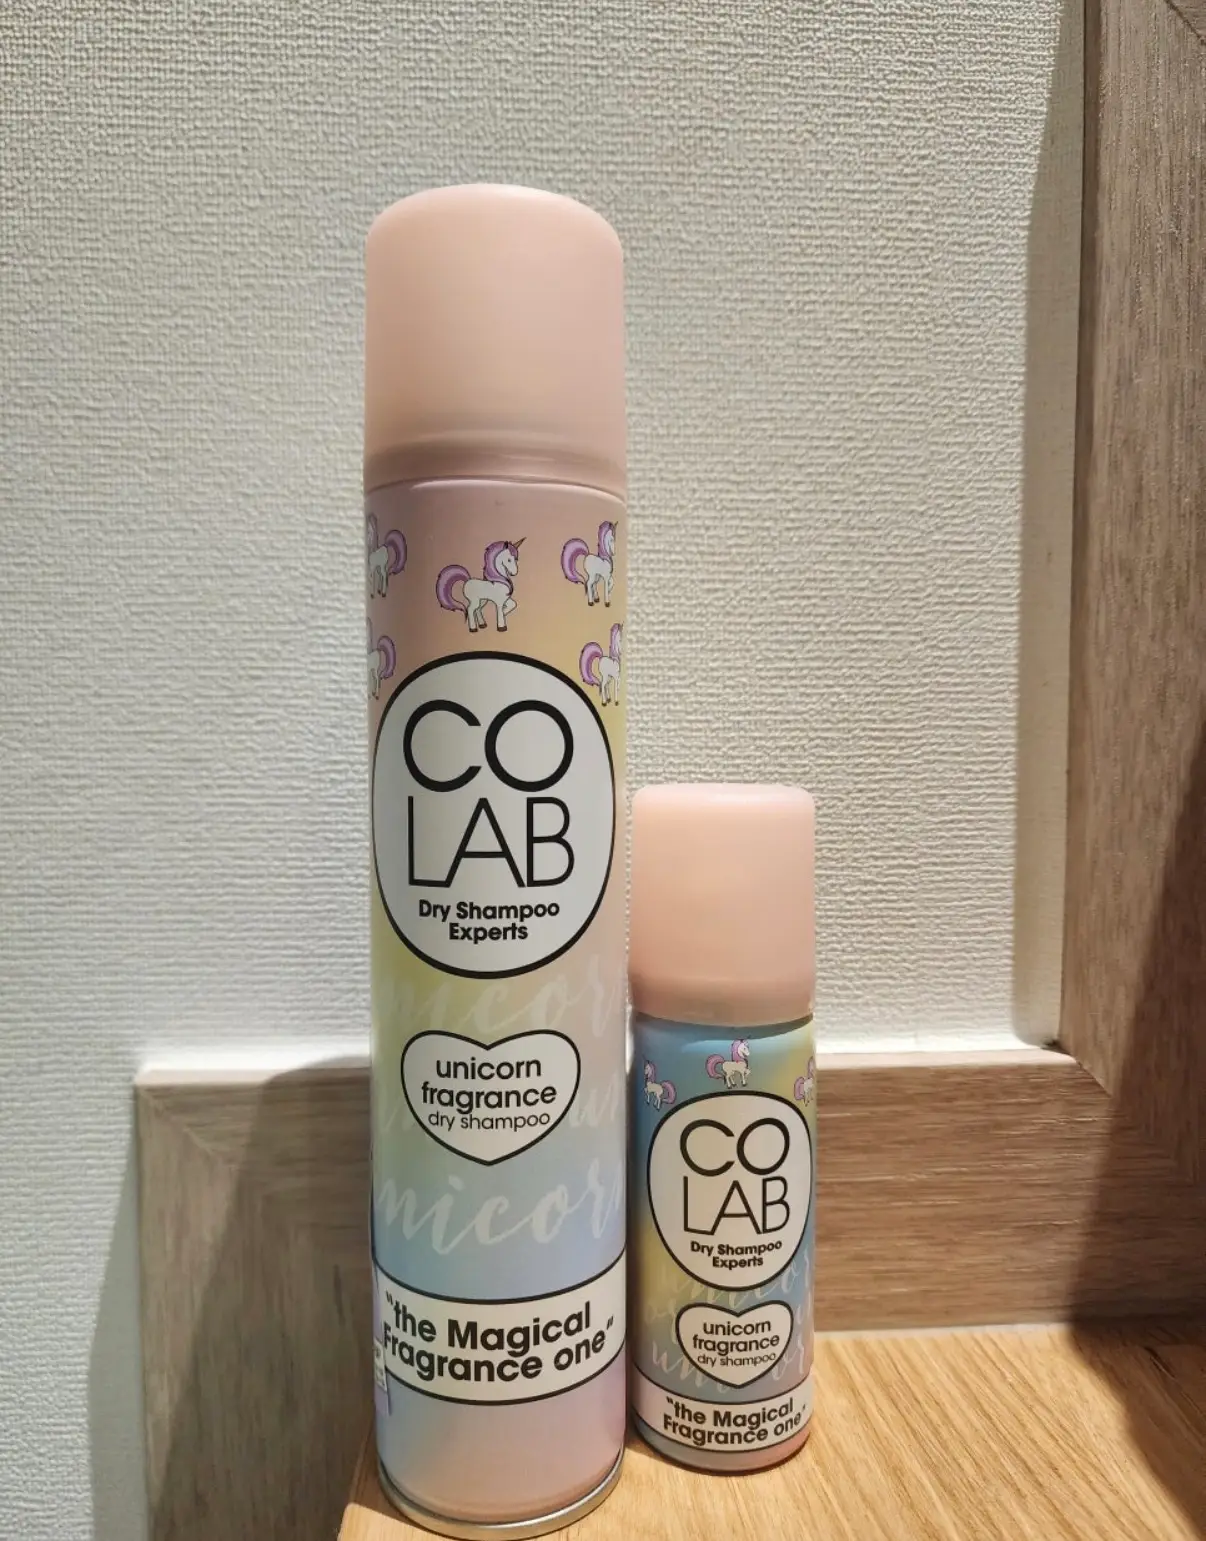 CO
LAB
Dry Shampoo
Experts
unicorn
fragrance
dry shampoo
unicorn
"the Magical
Fragrance one"
CO
LAB
Dry Shampoo
Experts
unicorn
fragrance
dry shampoo
"the Magical
Fragrance one"